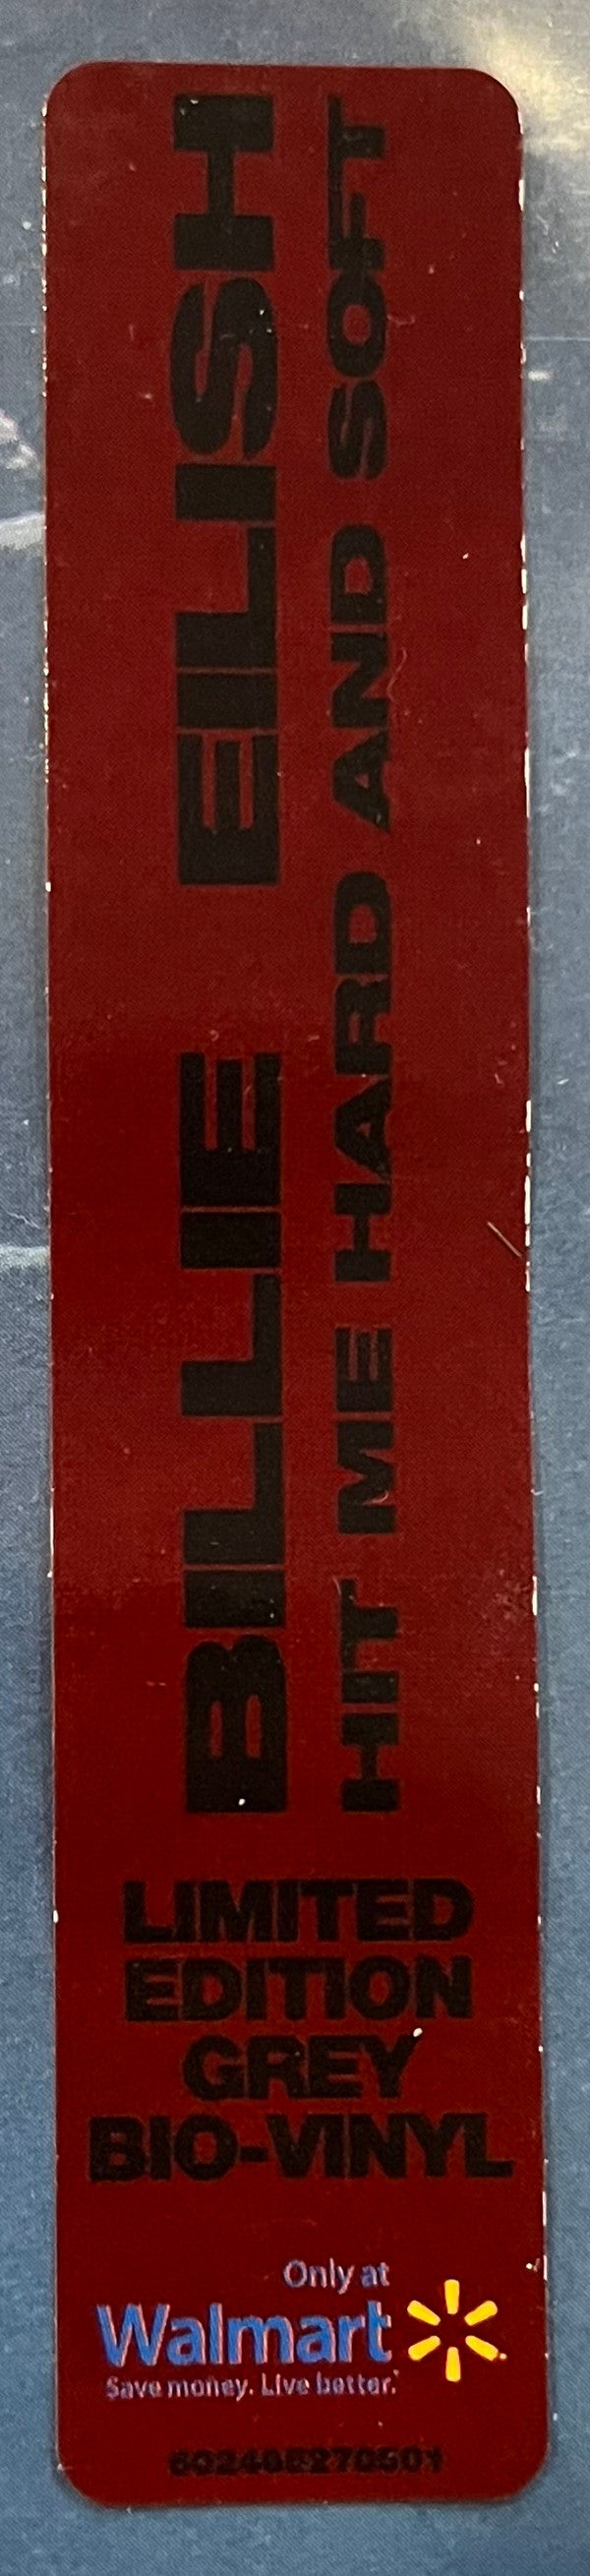 BILLIE EILISH
HIT ME HARD AND SOFT
LIMITED
EDITION
GREY
BIO-VINYL
Only at
Walmart
Save money. Live better.